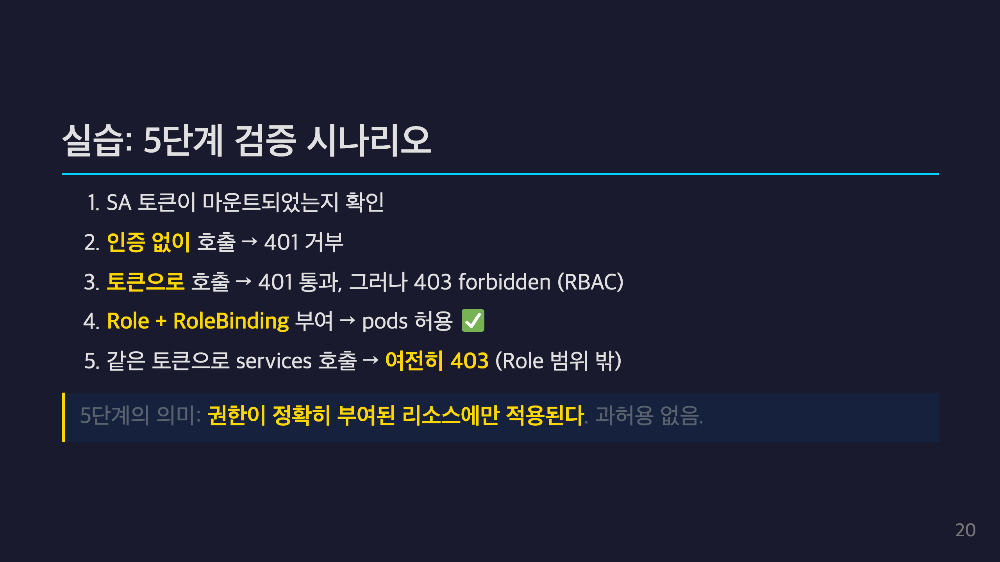 실습: 5단계 검증 시나리오
1. SA 토큰이 마운트되었는지 확인
2. 인증 없이 호출 → 401 거부
3. 토큰으로 호출 → 401 통과, 그러나 403 forbidden (RBAC)
4. Role + RoleBinding 부여 → pods 허용 ✅
5. 같은 토큰으로 services 호출 → 여전히 403 (Role 범위 밖)
5단계의 의미: 권한이 정확히 부여된 리소스에만 적용된다. 과허용 없음.
20